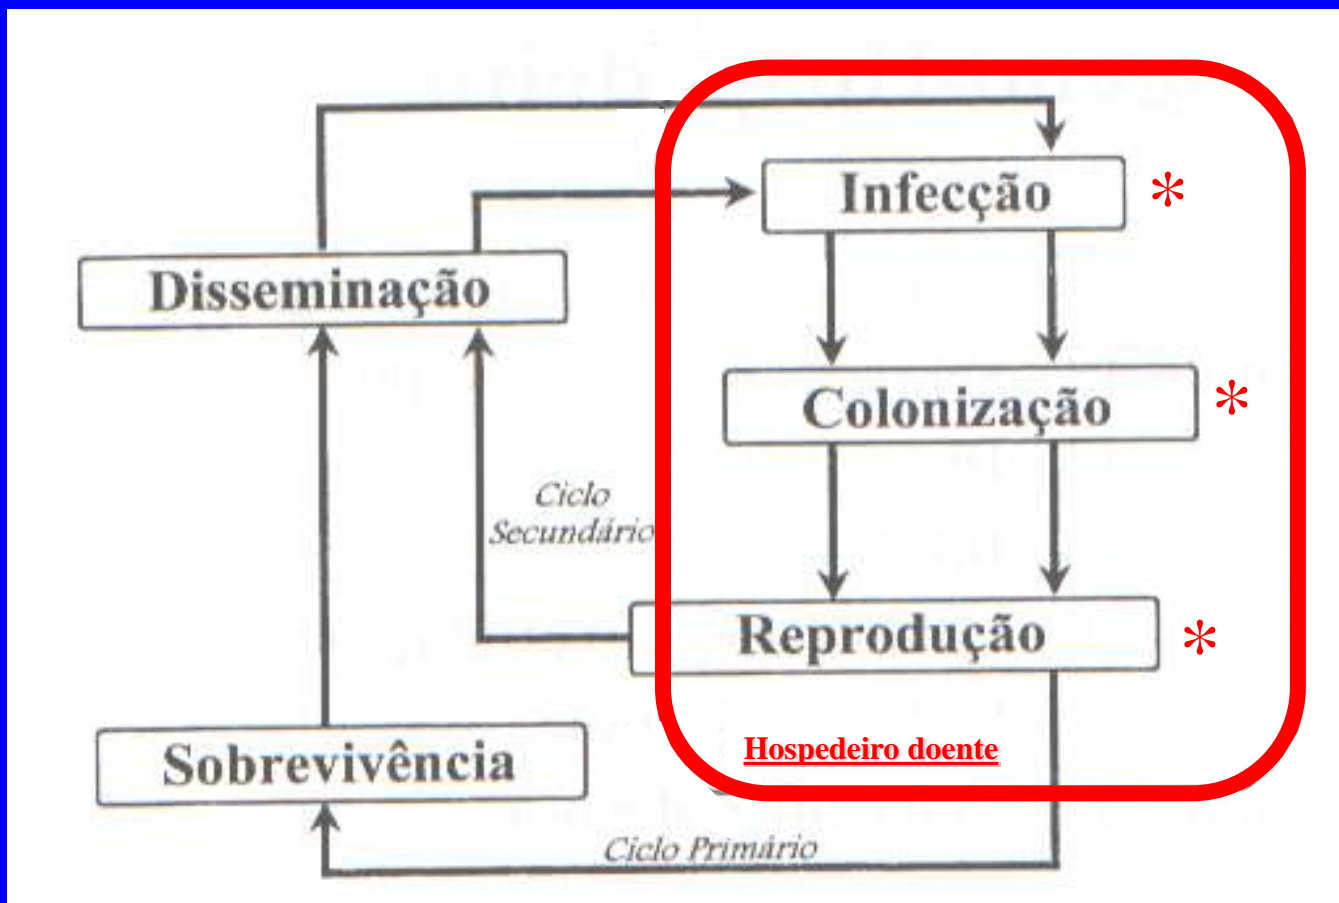 Infecção
*
Disseminação
Colonização
*
Ciclo
Secundário
Reprodução
*
Hospedeiro doente
Sobrevivência
Ciclo Primário